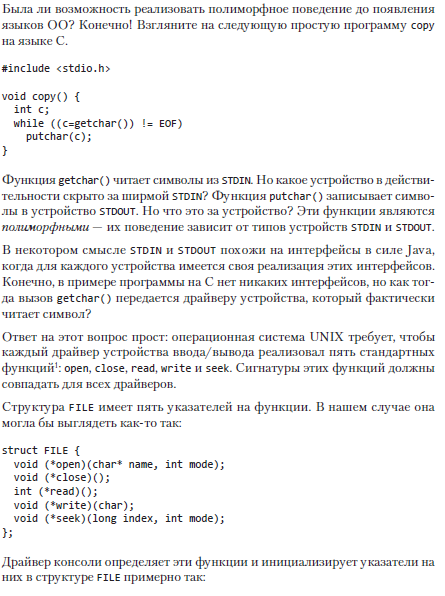 Была ли возможность реализовать полиморфное поведение до появления
языков ОО? Конечно! Взгляните на следующую простую программу copy
на языке C.
#include <stdio.h>
void copy() {
  int c;
  while ((c=getchar()) != EOF)
    putchar(c);
}
Функция getchar() читает символы из STDIN. Но какое устройство в действи-
тельности скрыто за ширмой STDIN? Функция putchar() записывает симво-
лы в устройство STDOUT. Но что это за устройство? Эти функции являются
полиморфными — их поведение зависит от типов устройств STDIN и STDOUT.
В некотором смысле STDIN и STDOUT похожи на интерфейсы в силе Java,
когда для каждого устройства имеется своя реализация этих интерфейсов.
Конечно, в примере программы на C нет никаких интерфейсов, но как тог-
да вызов getchar() передается драйверу устройства, который фактически
читает символ?
Ответ на этот вопрос прост: операционная система UNIX требует, чтобы
каждый драйвер устройства ввода/вывода реализовал пять стандартных
функций¹: open, close, read, write и seek. Сигнатуры этих функций должны
совпадать для всех драйверов.
Структура FILE имеет пять указателей на функции. В нашем случае она
могла бы выглядеть как-то так:
struct FILE {
  void (*open)(char* name, int mode);
  void (*close)();
  int (*read)();
  void (*write)(char);
  void (*seek)(long index, int mode);
};
Драйвер консоли определяет эти функции и инициализирует указатели на
них в структуре FILE примерно так: